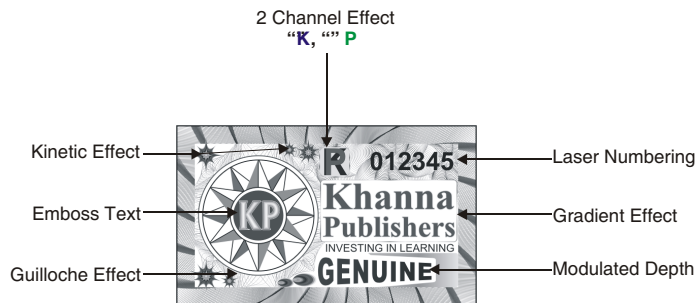 2 Channel Effect
“K, “” P
Kinetic Effect
Laser Numbering
012345
Emboss Text
KP
Khanna
Publishers
Gradient Effect
INVESTING IN LEARNING
Guilloche Effect
GENUINE
Modulated Depth